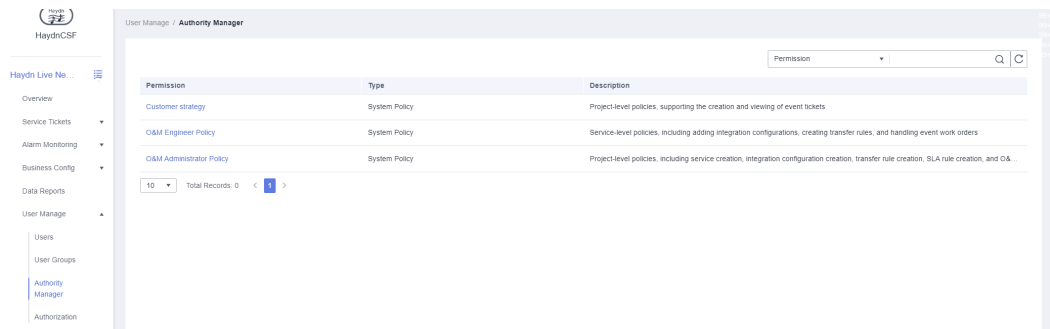 Haydn
HaydnCSF
Haydn Live Ne...
Overview
Service Tickets
Alarm Monitoring
Business Config
Data Reports
User Manage
Users
User Groups
Authority
Manager
Authorization
User Manage / Authority Manager
Permission
Permission Type Description
Customer strategy System Policy Project-level policies, supporting the creation and viewing of event tickets
O&M Engineer Policy System Policy Service-level policies, including adding integration configurations, creating transfer rules, and handling event work orders
O&M Administrator Policy System Policy Project-level policies, including service creation, integration configuration creation, transfer rule creation, SLA rule creation, and O&...
10 Total Records: 0 < 1 >